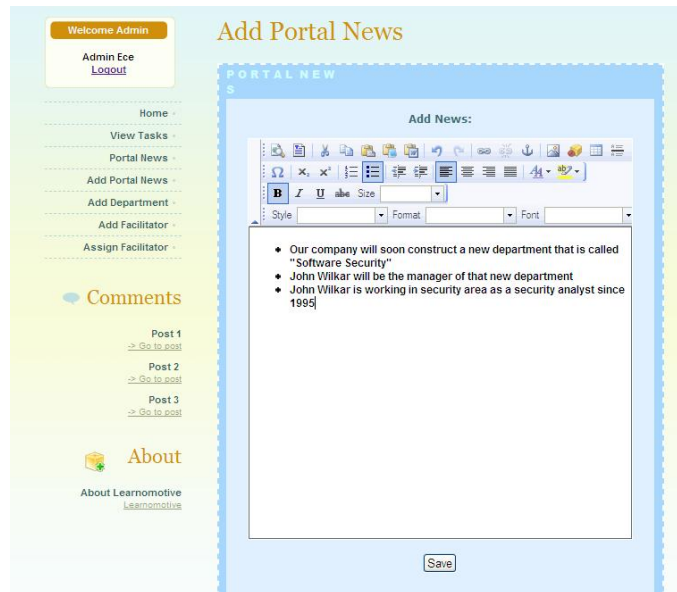 Welcome Admin
Admin Ece
Logout
Home
View Tasks
Portal News
Add Portal News
Add Department
Add Facilitator
Assign Facilitator
Comments
Post 1
-> Go to post
Post 2
-> Go to post
Post 3
-> Go to post
About
About Learnomotive
Learnomotive
Add Portal News
PORTAL NEW
S
Add News:
B I U abc Size
Style Format Font
Our company will soon construct a new department that is called
"Software Security"
John Wilkar will be the manager of that new department
John Wilkar is working in security area as a security analyst since
1995
Save